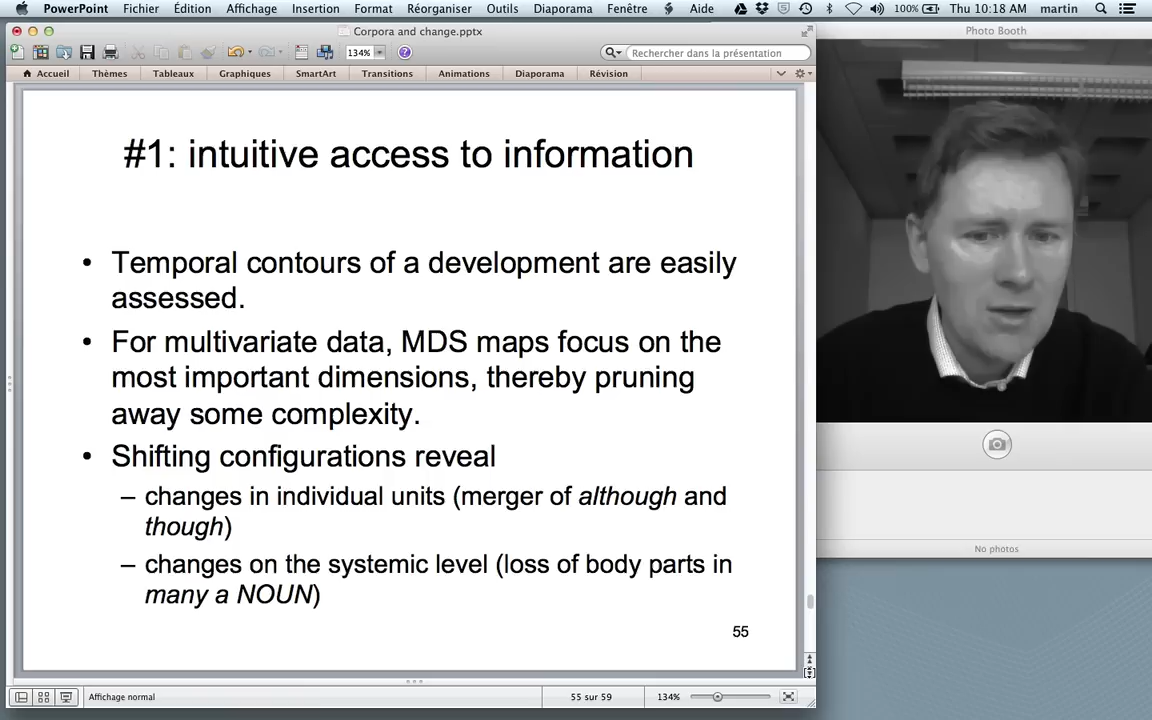 PowerPoint Fichier Édition Affichage Insertion Format Réorganiser Outils Diaporama Fenêtre Aide 100% Thu 10:18 AM martin
Corpora and change.pptx
Photo Booth
134%
Rechercher dans la présentation
Accueil Thèmes Tableaux Graphiques SmartArt Transitions Animations Diaporama Révision
#1: intuitive access to information
• Temporal contours of a development are easily
assessed.
• For multivariate data, MDS maps focus on the
most important dimensions, thereby pruning
away some complexity.
• Shifting configurations reveal
– changes in individual units (merger of although and
though)
– changes on the systemic level (loss of body parts in
many a NOUN)
55
No photos
Affichage normal 55 sur 59 134%